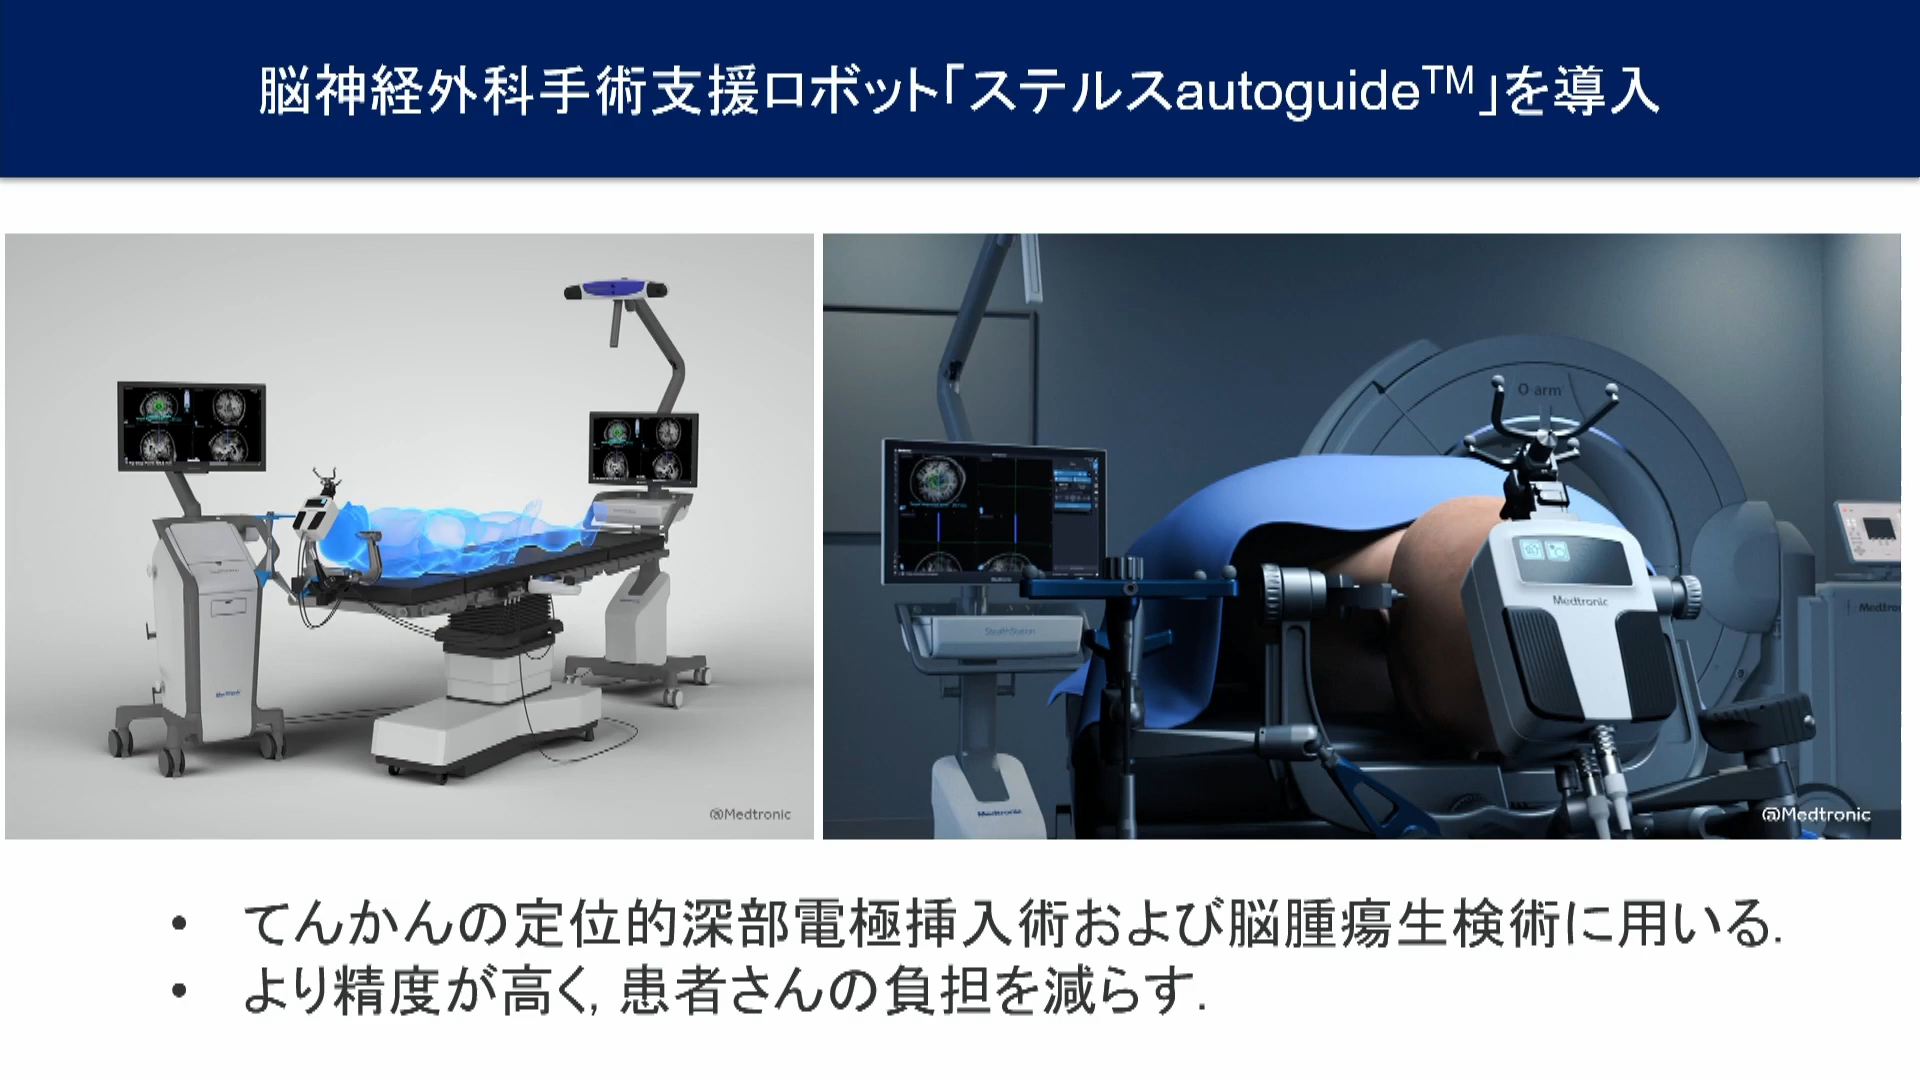 脳神経外科手術支援ロボット「ステルスautoguide™」を導入
@Medtronic
O-arm
Medtronic
StealthStation
Medtronic
@Medtronic
• てんかんの定位的深部電極挿入術および脳腫瘍生検術に用いる.
• より精度が高く, 患者さんの負担を減らす.